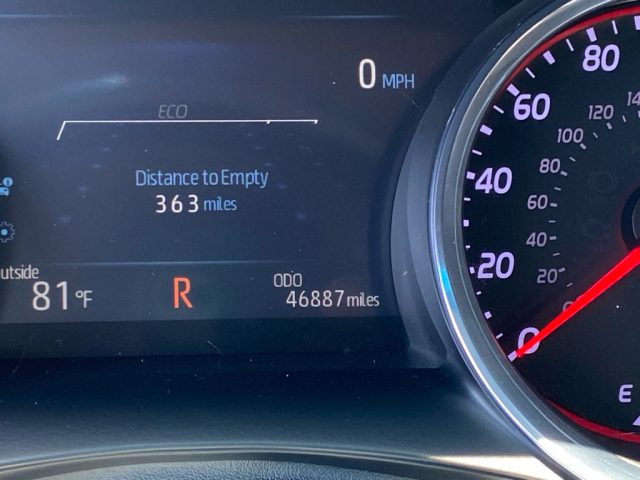 0 MPH
ECO
Distance to Empty
363 miles
utside
81°F
R
ODO
46887 miles
80
60
40
20
0
120
100
80
60
40
20
E